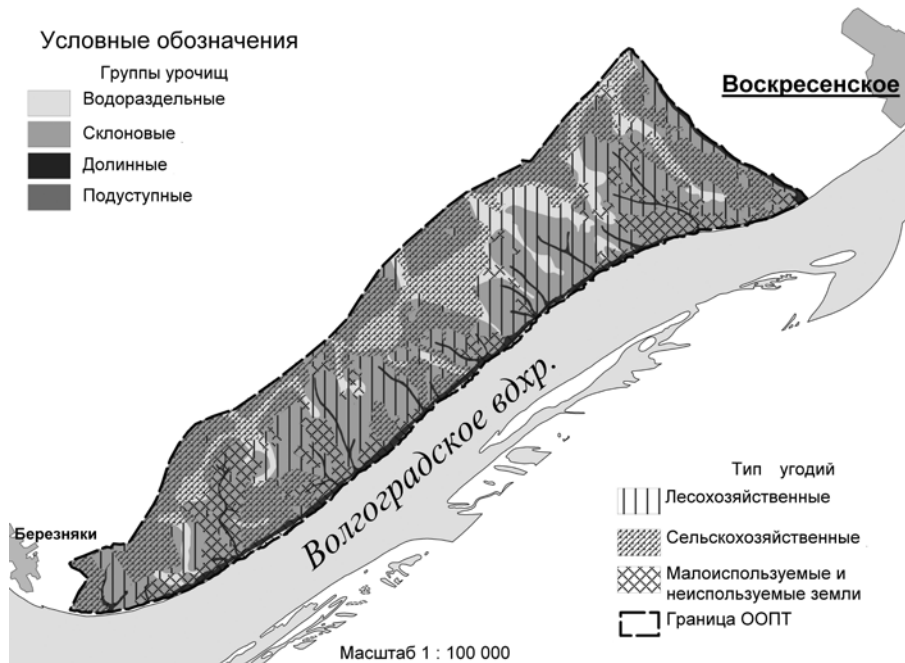 Условные обозначения
Группы урочищ
Водораздельные
Склоновые
Долинные
Подуступные
Воскресенское
Волгоградское вдхр.
Березняки
Тип угодий
Лесохозяйственные
Сельскохозяйственные
Малоиспользуемые и
неиспользуемые земли
Граница ООПТ
Масштаб 1 : 100 000